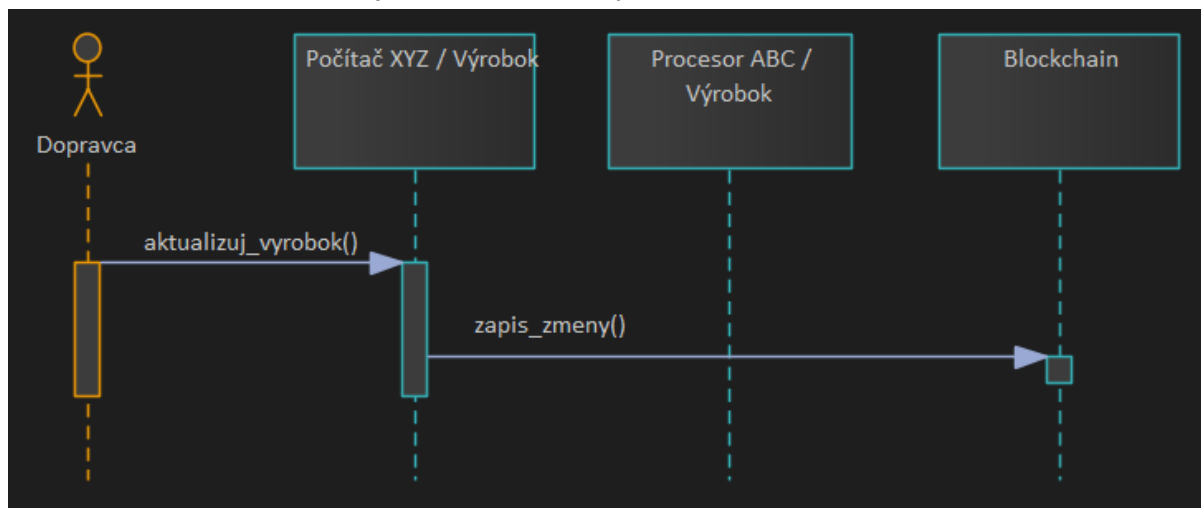 Počítač XYZ / Výrobok
Procesor ABC /
Výrobok
Blockchain
Dopravca
aktualizuj_vyrobok()
zapis_zmeny()